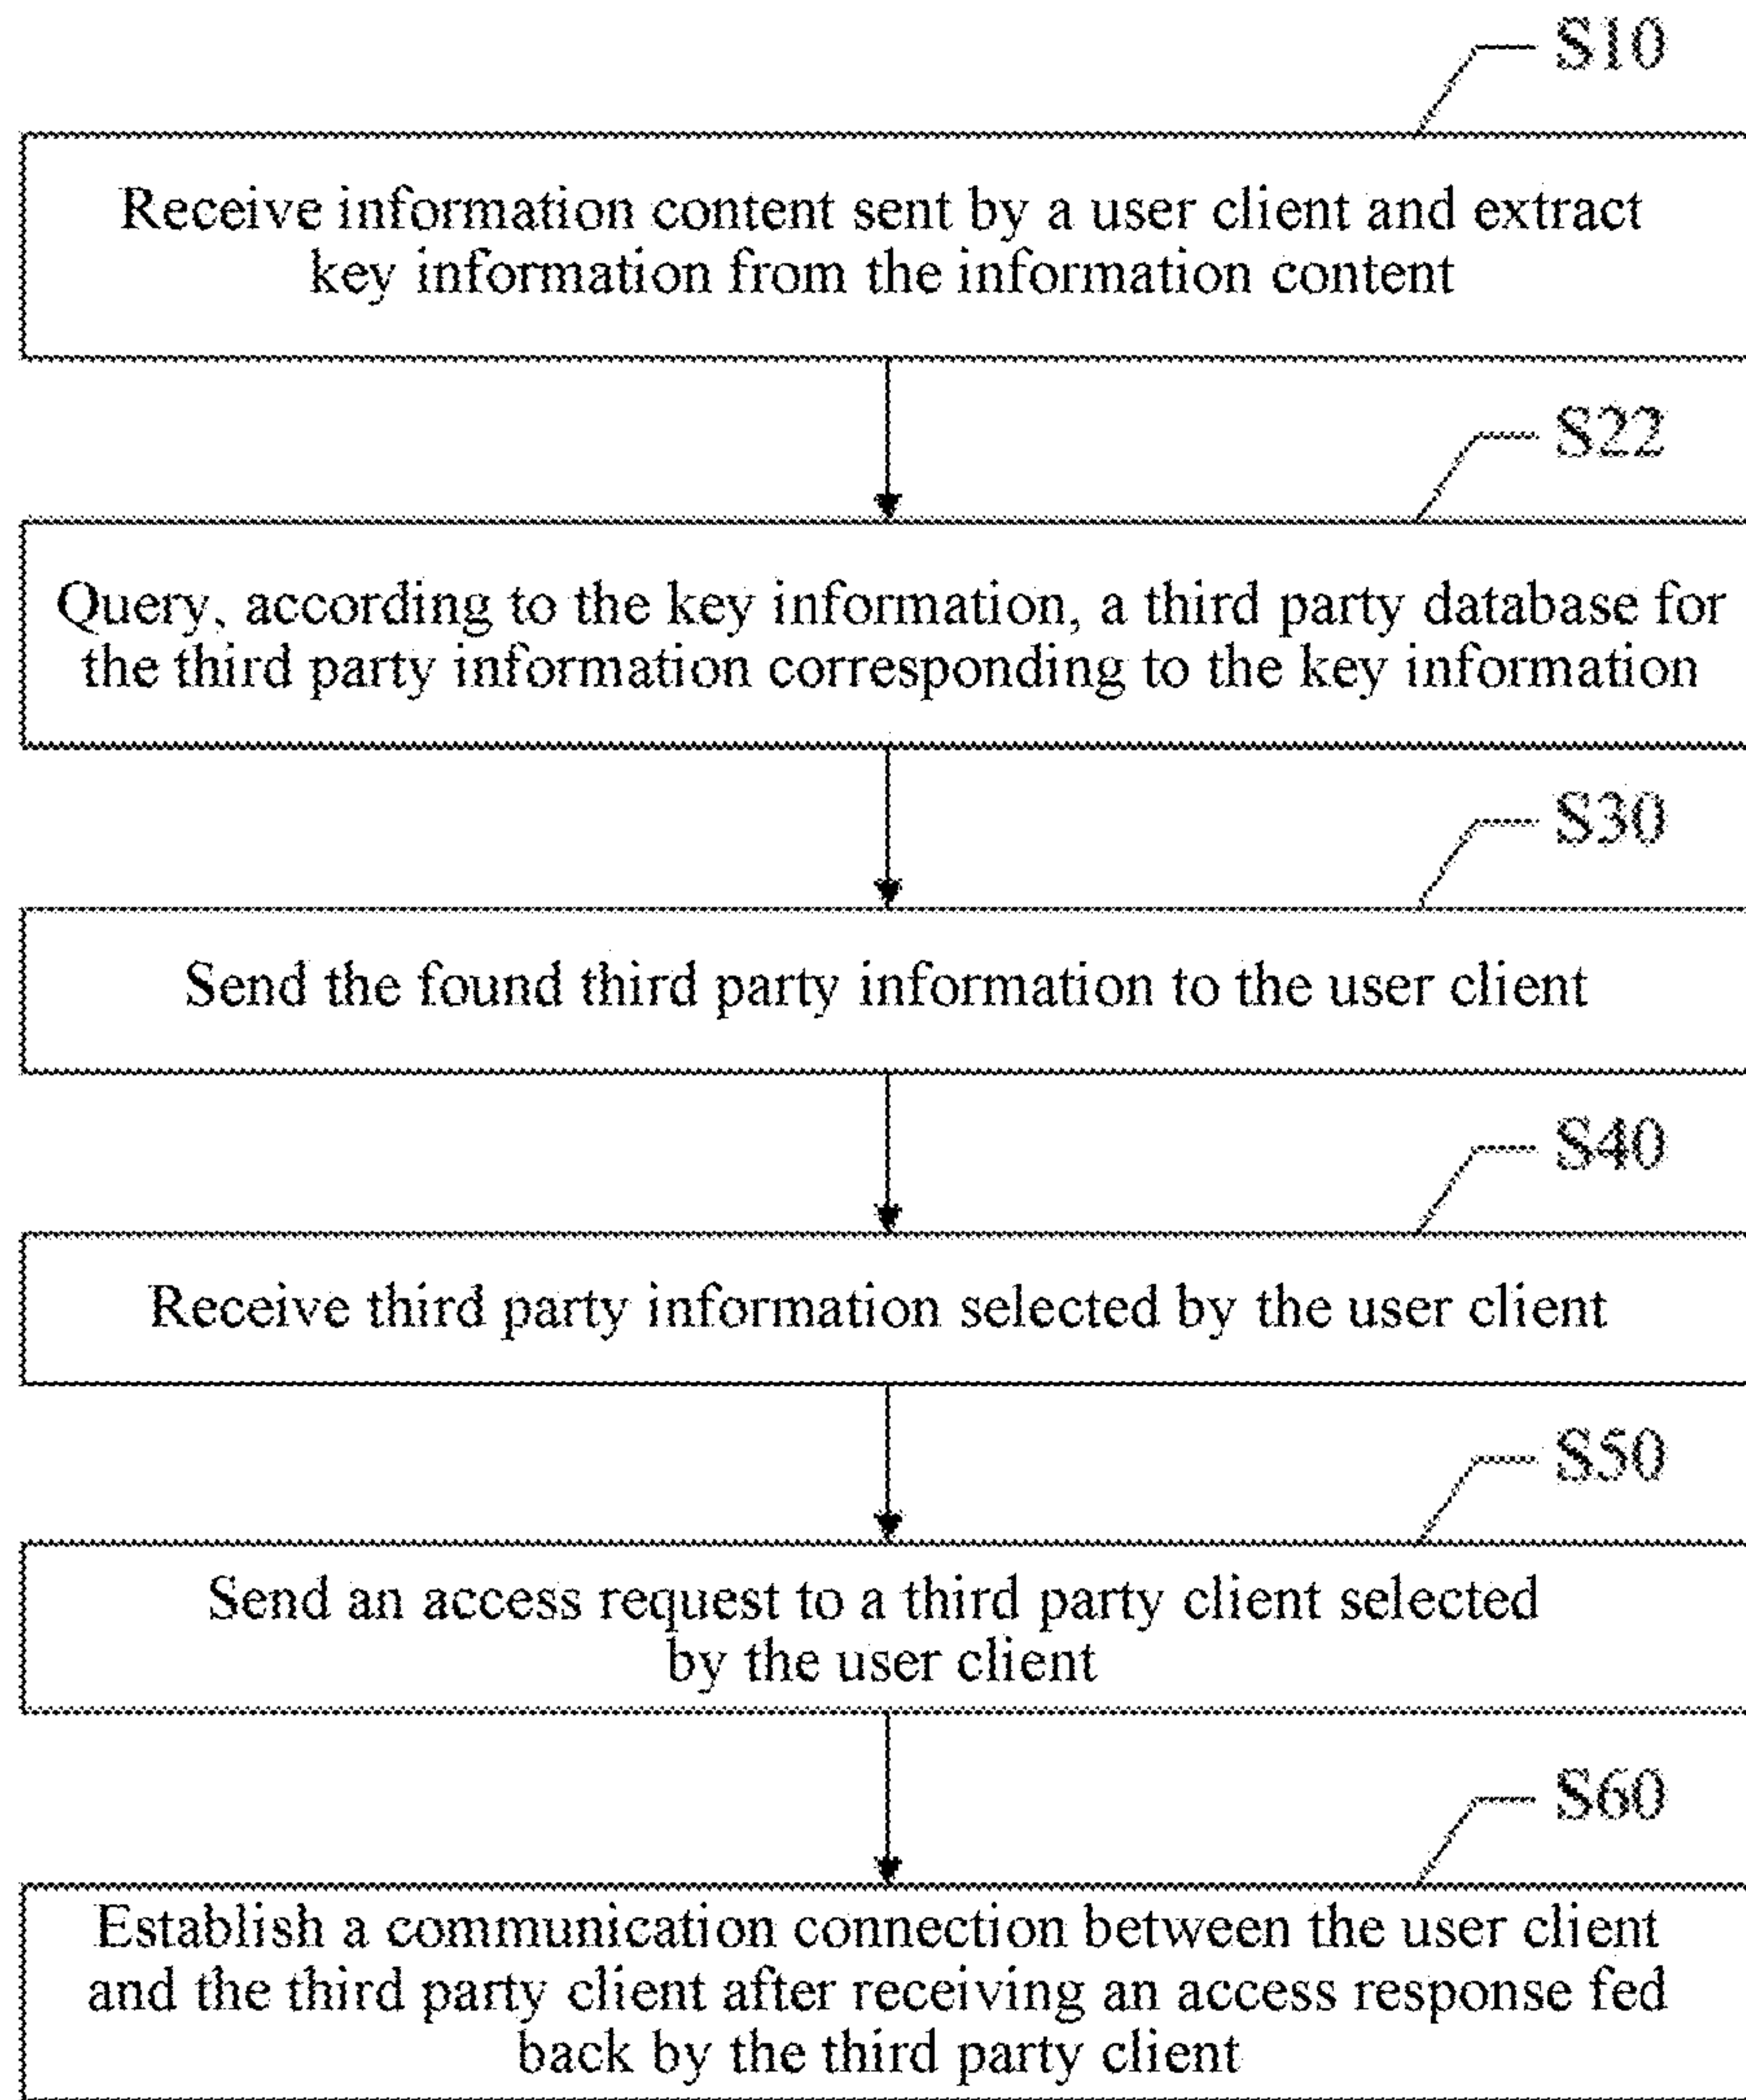 S10
Receive information content sent by a user client and extract
key information from the information content
S22
Query, according to the key information, a third party database for
the third party information corresponding to the key information
S30
Send the found third party information to the user client
S40
Receive third party information selected by the user client
S50
Send an access request to a third party client selected
by the user client
S60
Establish a communication connection between the user client
and the third party client after receiving an access response fed
back by the third party client